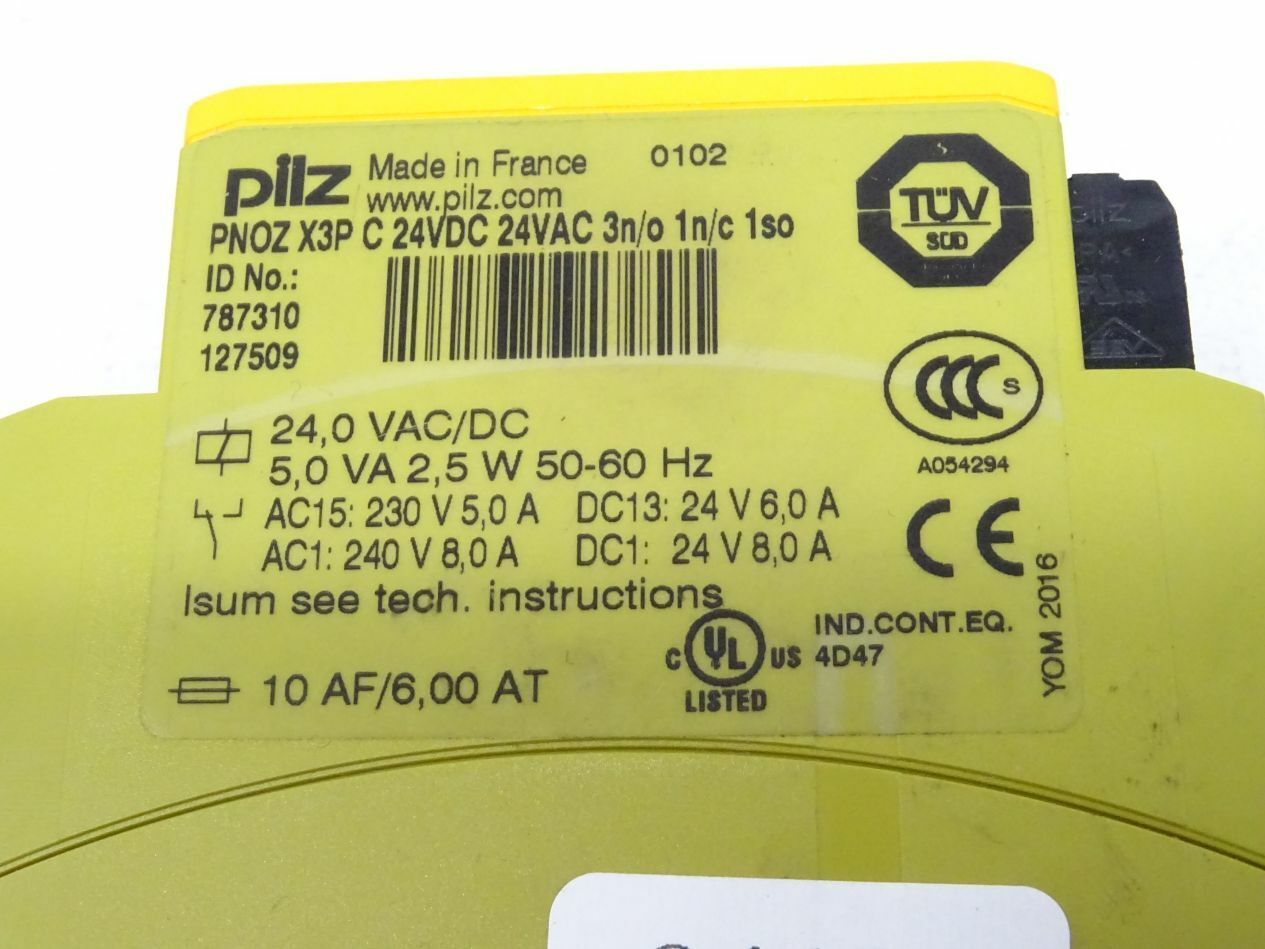 pilz Made in France 0102
www.pilz.com
PNOZ X3P C 24VDC 24VAC 3n/o 1n/c 1so
ID No.:
787310
127509
TÜV
SÜD
CCC S
A054294
24,0 VAC/DC
5,0 VA 2,5 W 50-60 Hz
AC15: 230 V 5,0 A DC13: 24 V 6,0 A
AC1: 240 V 8,0 A DC1: 24 V 8,0 A
CE
Isum see tech. instructions
YOM 2016
C UL US IND.CONT.EQ.
4D47
LISTED
10 AF/6,00 AT
pilz